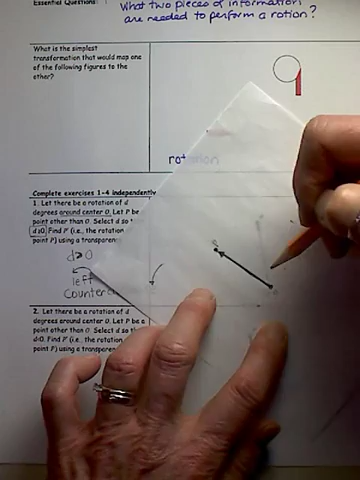 Essential Questions:
What two pieces of information
are needed to perform a rotion?
What is the simplest
transformation that would map one
of the following figures to the
other?
rotation
Complete exercises 1-4 independently
1. Let there be a rotation of d
degrees around center O. Let P be
point other than O. Select d so
d≥0. Find P' (i.e., the rotation
point P) using a transparen
d≥0
left
counterc
2. Let there be a rotation of d
degrees around center O. Let P be a
point other than O. Select d so
d<0. Find P' (i.e., the rotation
point P) using a transpare